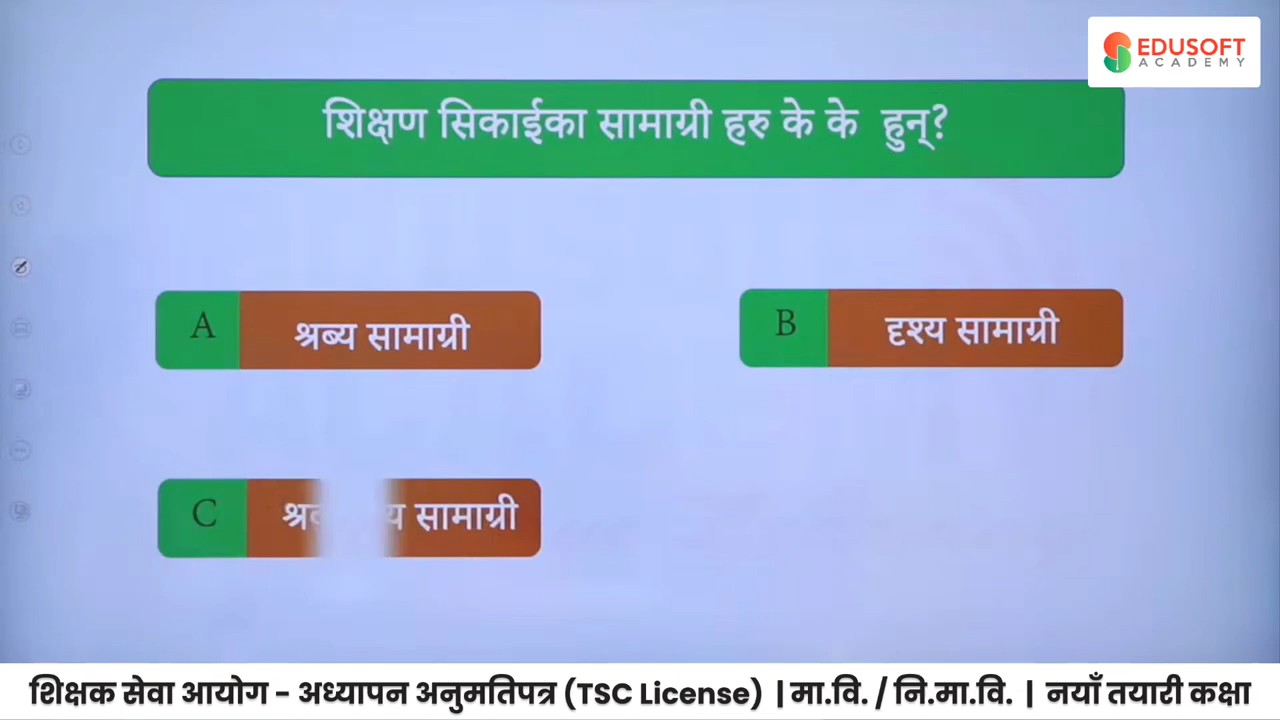 EDUSOFT
ACADEMY
शिक्षण सिकाईका सामाग्री हरु के के हुन्?
A श्रब्य सामाग्री
B दृश्य सामाग्री
C सामाग्री
शिक्षक सेवा आयोग - अध्यापन अनुमतिपत्र (TSC License) | मा.वि. / नि.मा.वि. | नयाँ तयारी कक्षा